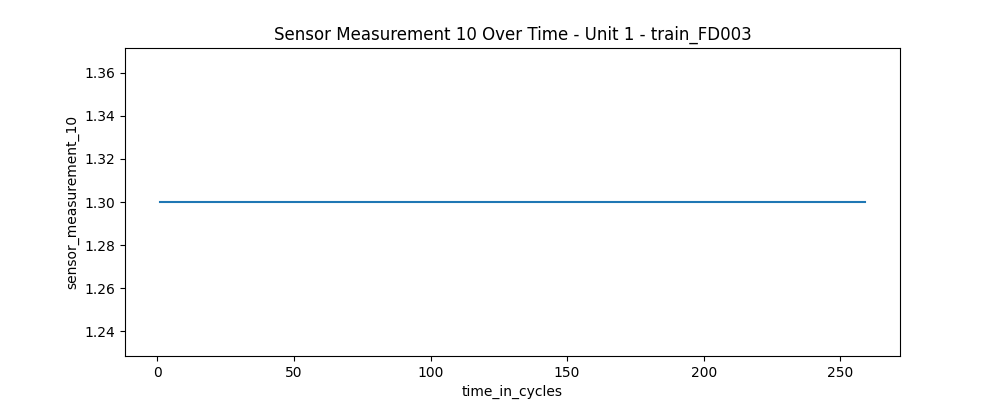 Sensor Measurement 10 Over Time - Unit 1 - train_FD003
1.36
1.34
1.32
1.30
1.28
1.26
1.24
sensor_measurement_10
0 50 100 150 200 250
time_in_cycles